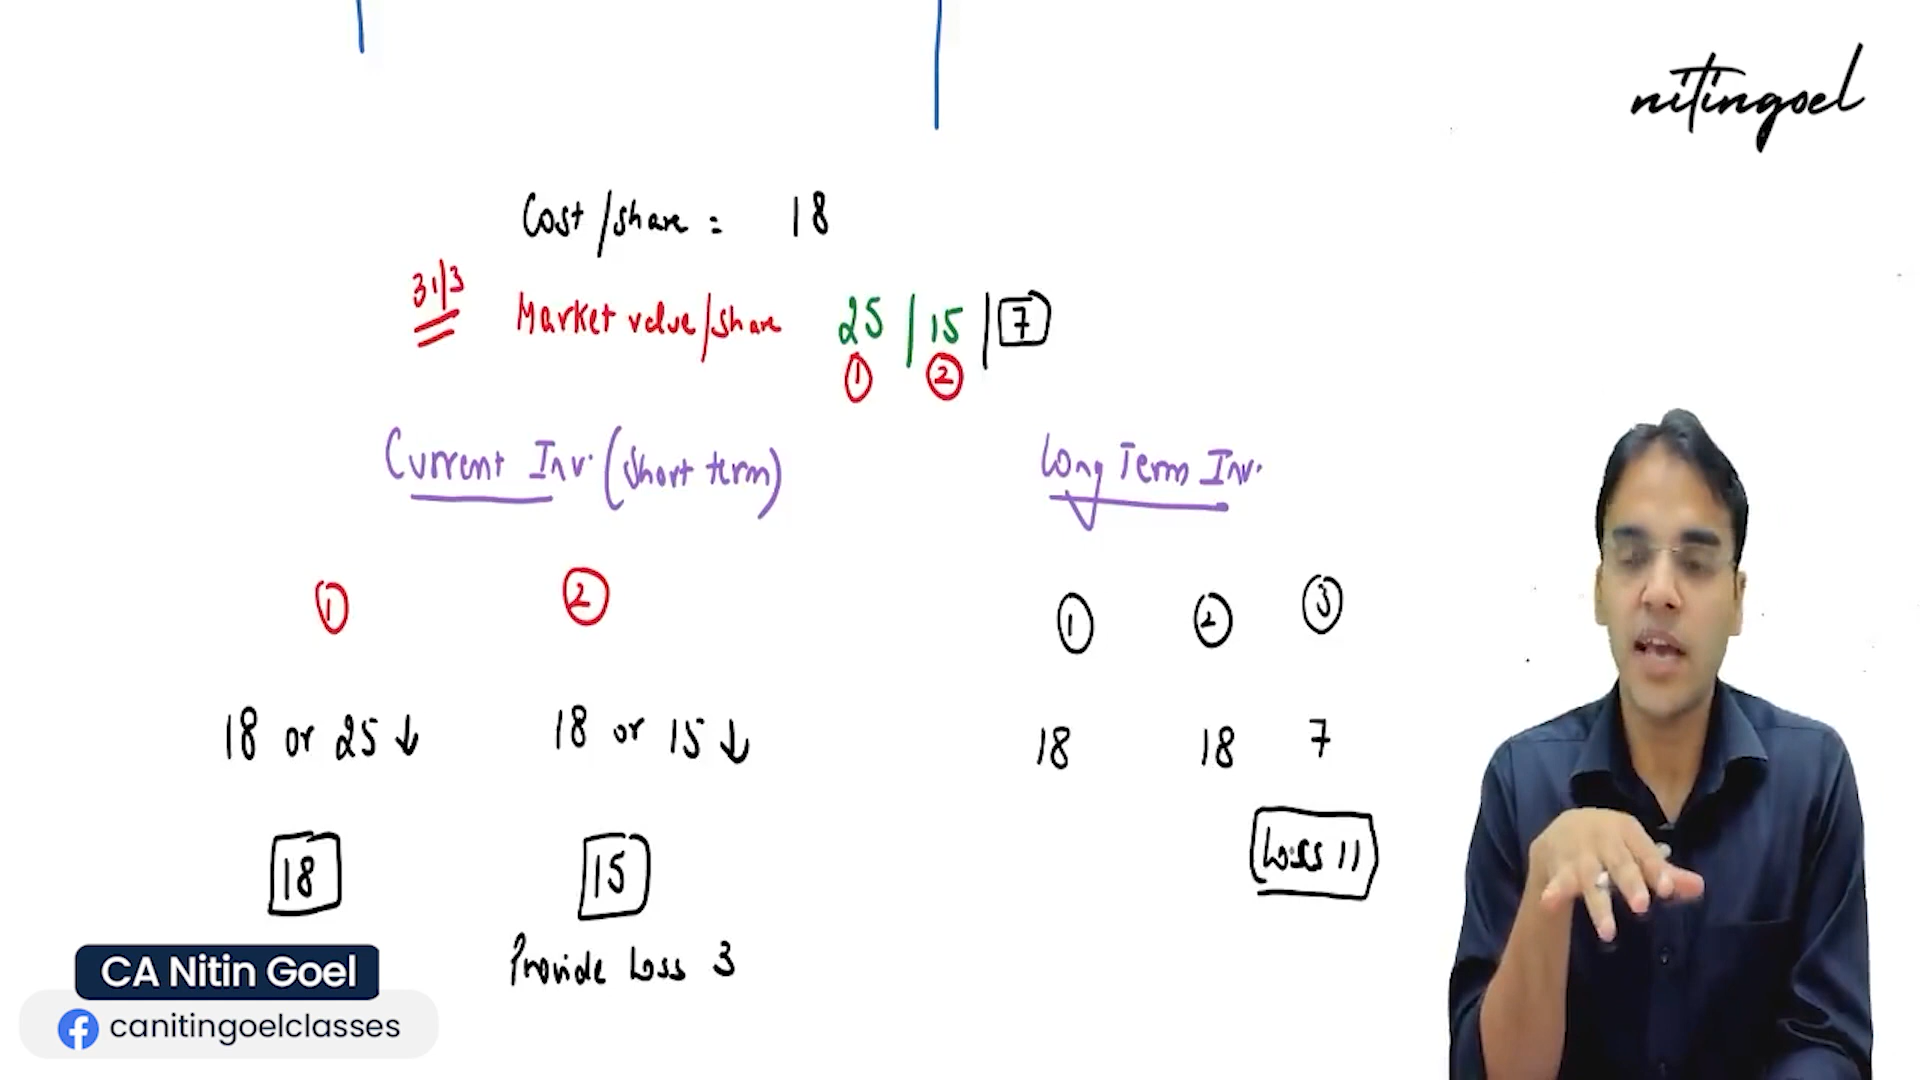 nitingoel
Cost/share = 18
31/3 Market value/share 25 | 15 | 7
1 2
Current Inv. (Short term) Long Term Inv.
1 2 1 2 3
18 or 25 ↓ 18 or 15 ↓ 18 18 7
18 15 Loss 11
Provide Loss 3
CA Nitin Goel
canitingoelclasses